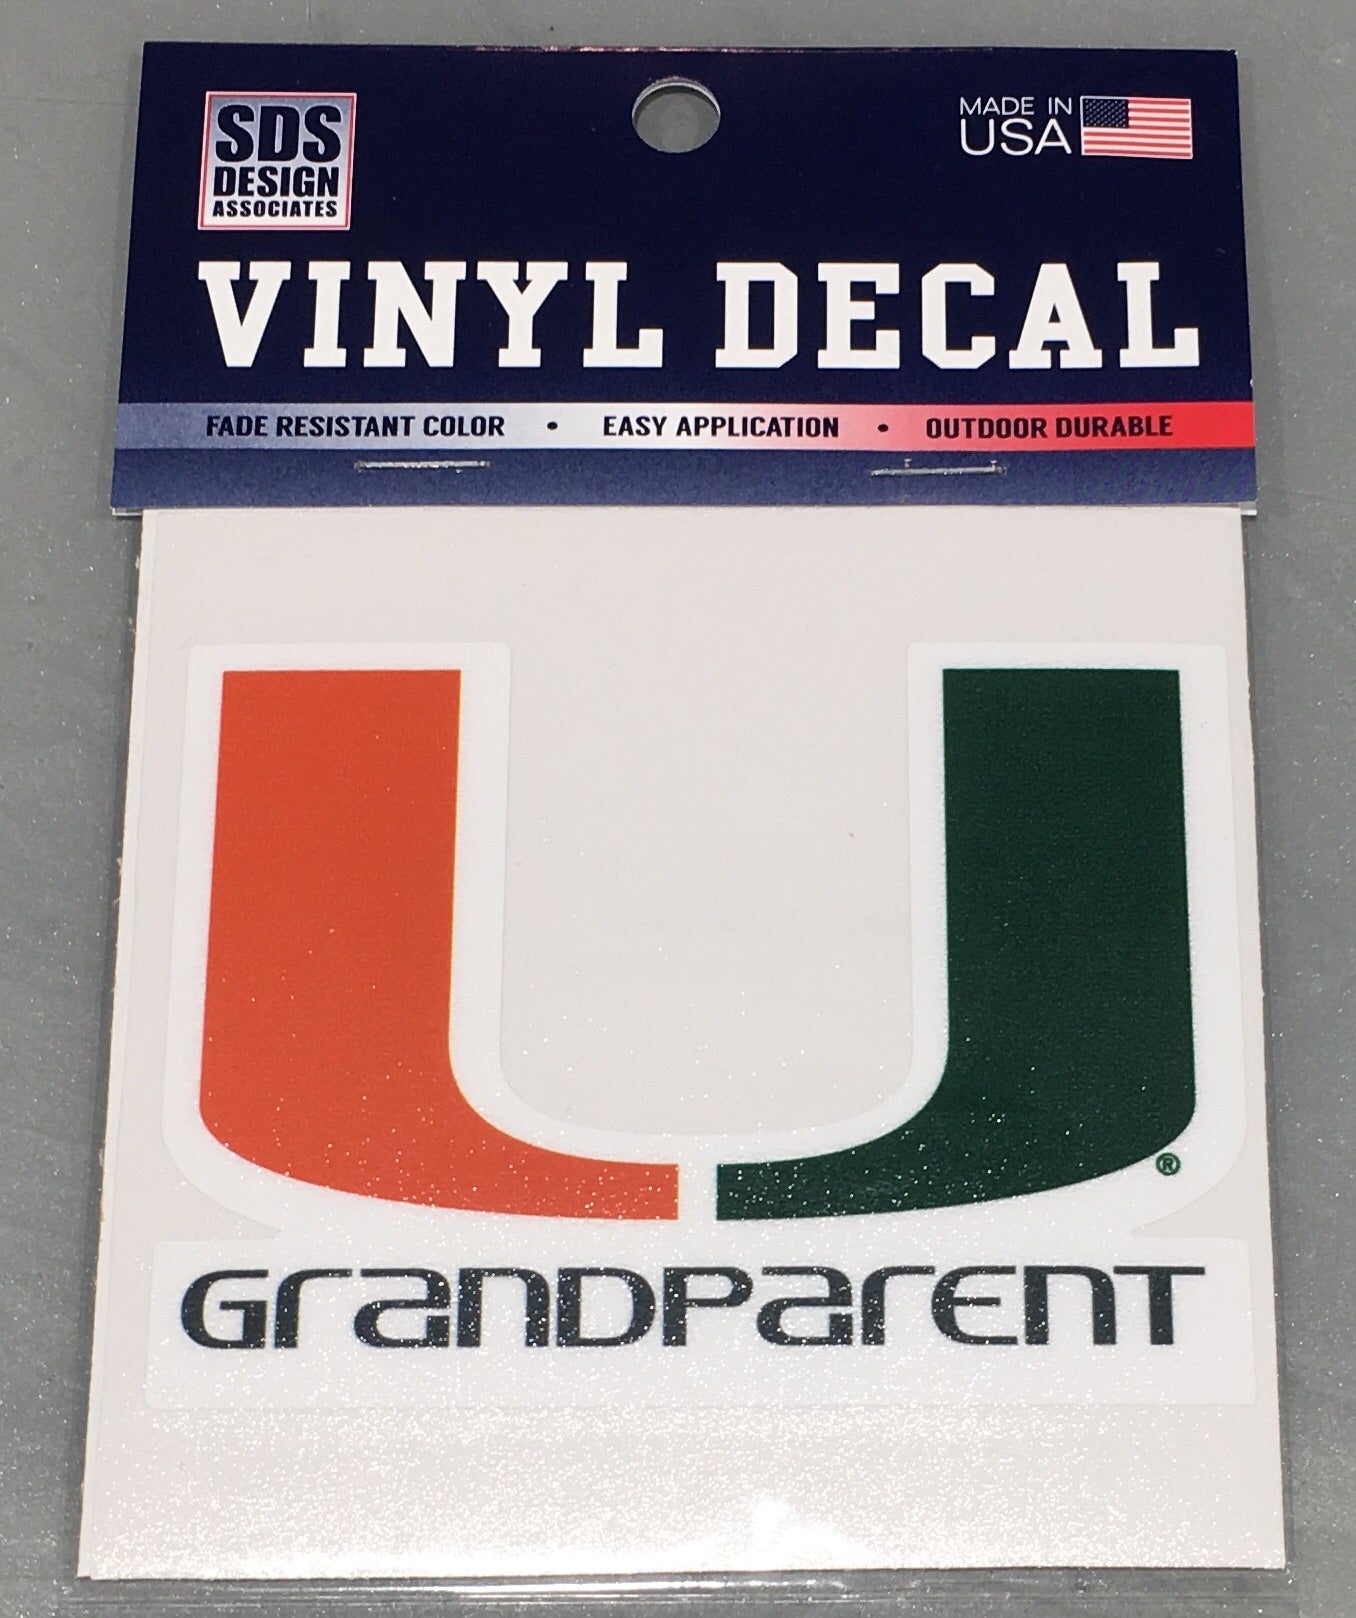 SDS
DESIGN
ASSOCIATES
MADE IN
USA
VINYL DECAL
FADE RESISTANT COLOR • EASY APPLICATION • OUTDOOR DURABLE
U
®
GRANDPARENT